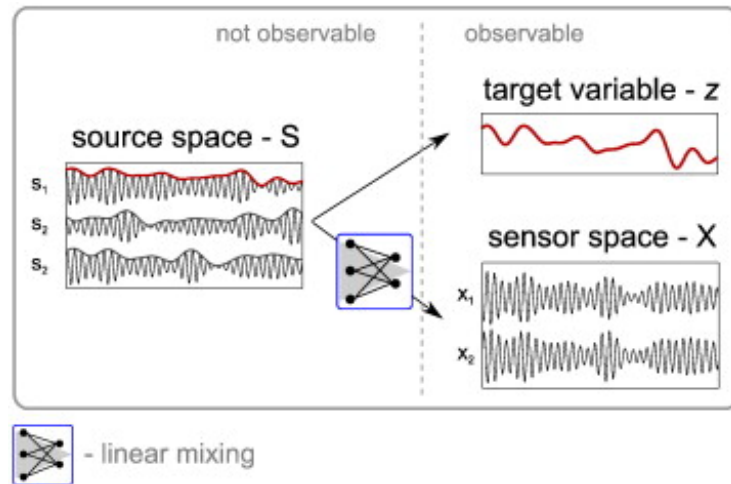 not observable
observable
target variable - z
source space - S
s1
s2
s2
sensor space - X
x1
x2
- linear mixing